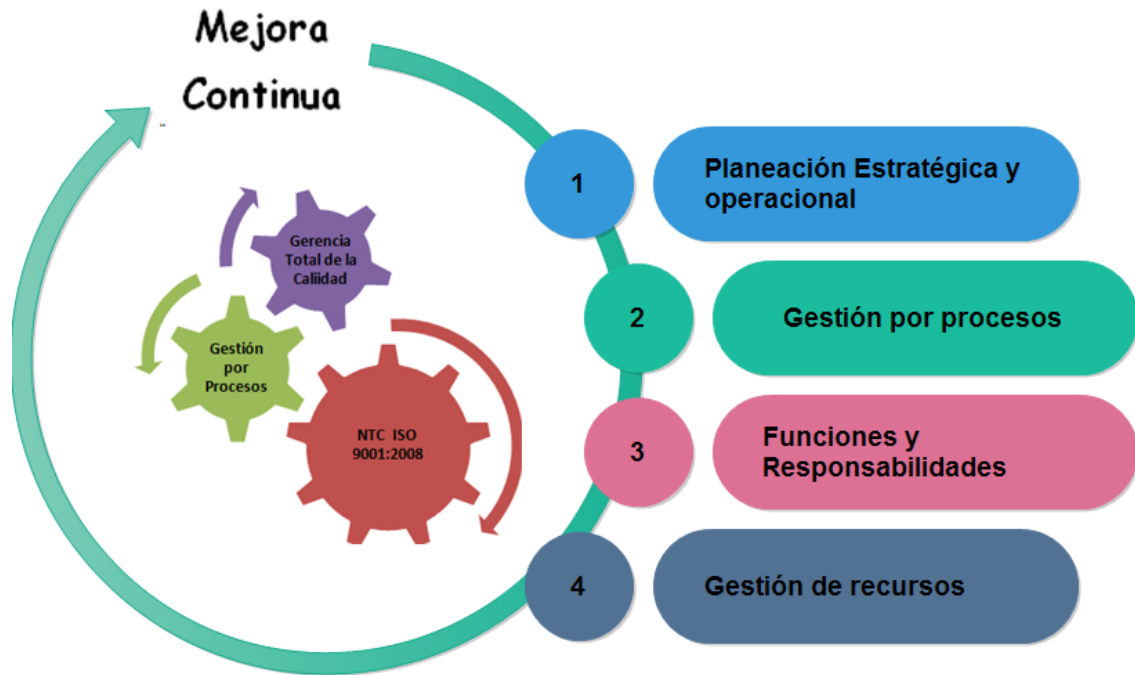 Mejora
Continua
1
Planeación Estratégica y
operacional
Gerencia
Total de la
Caliidad
2
Gestión por procesos
Gestión
por
Procesos
3
Funciones y
Responsabilidades
NTC ISO
9001:2008
4
Gestión de recursos